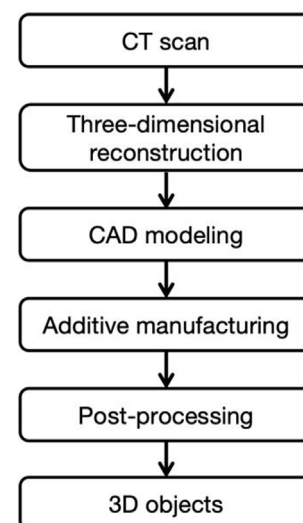 CT scan
Three-dimensional
reconstruction
CAD modeling
Additive manufacturing
Post-processing
3D objects